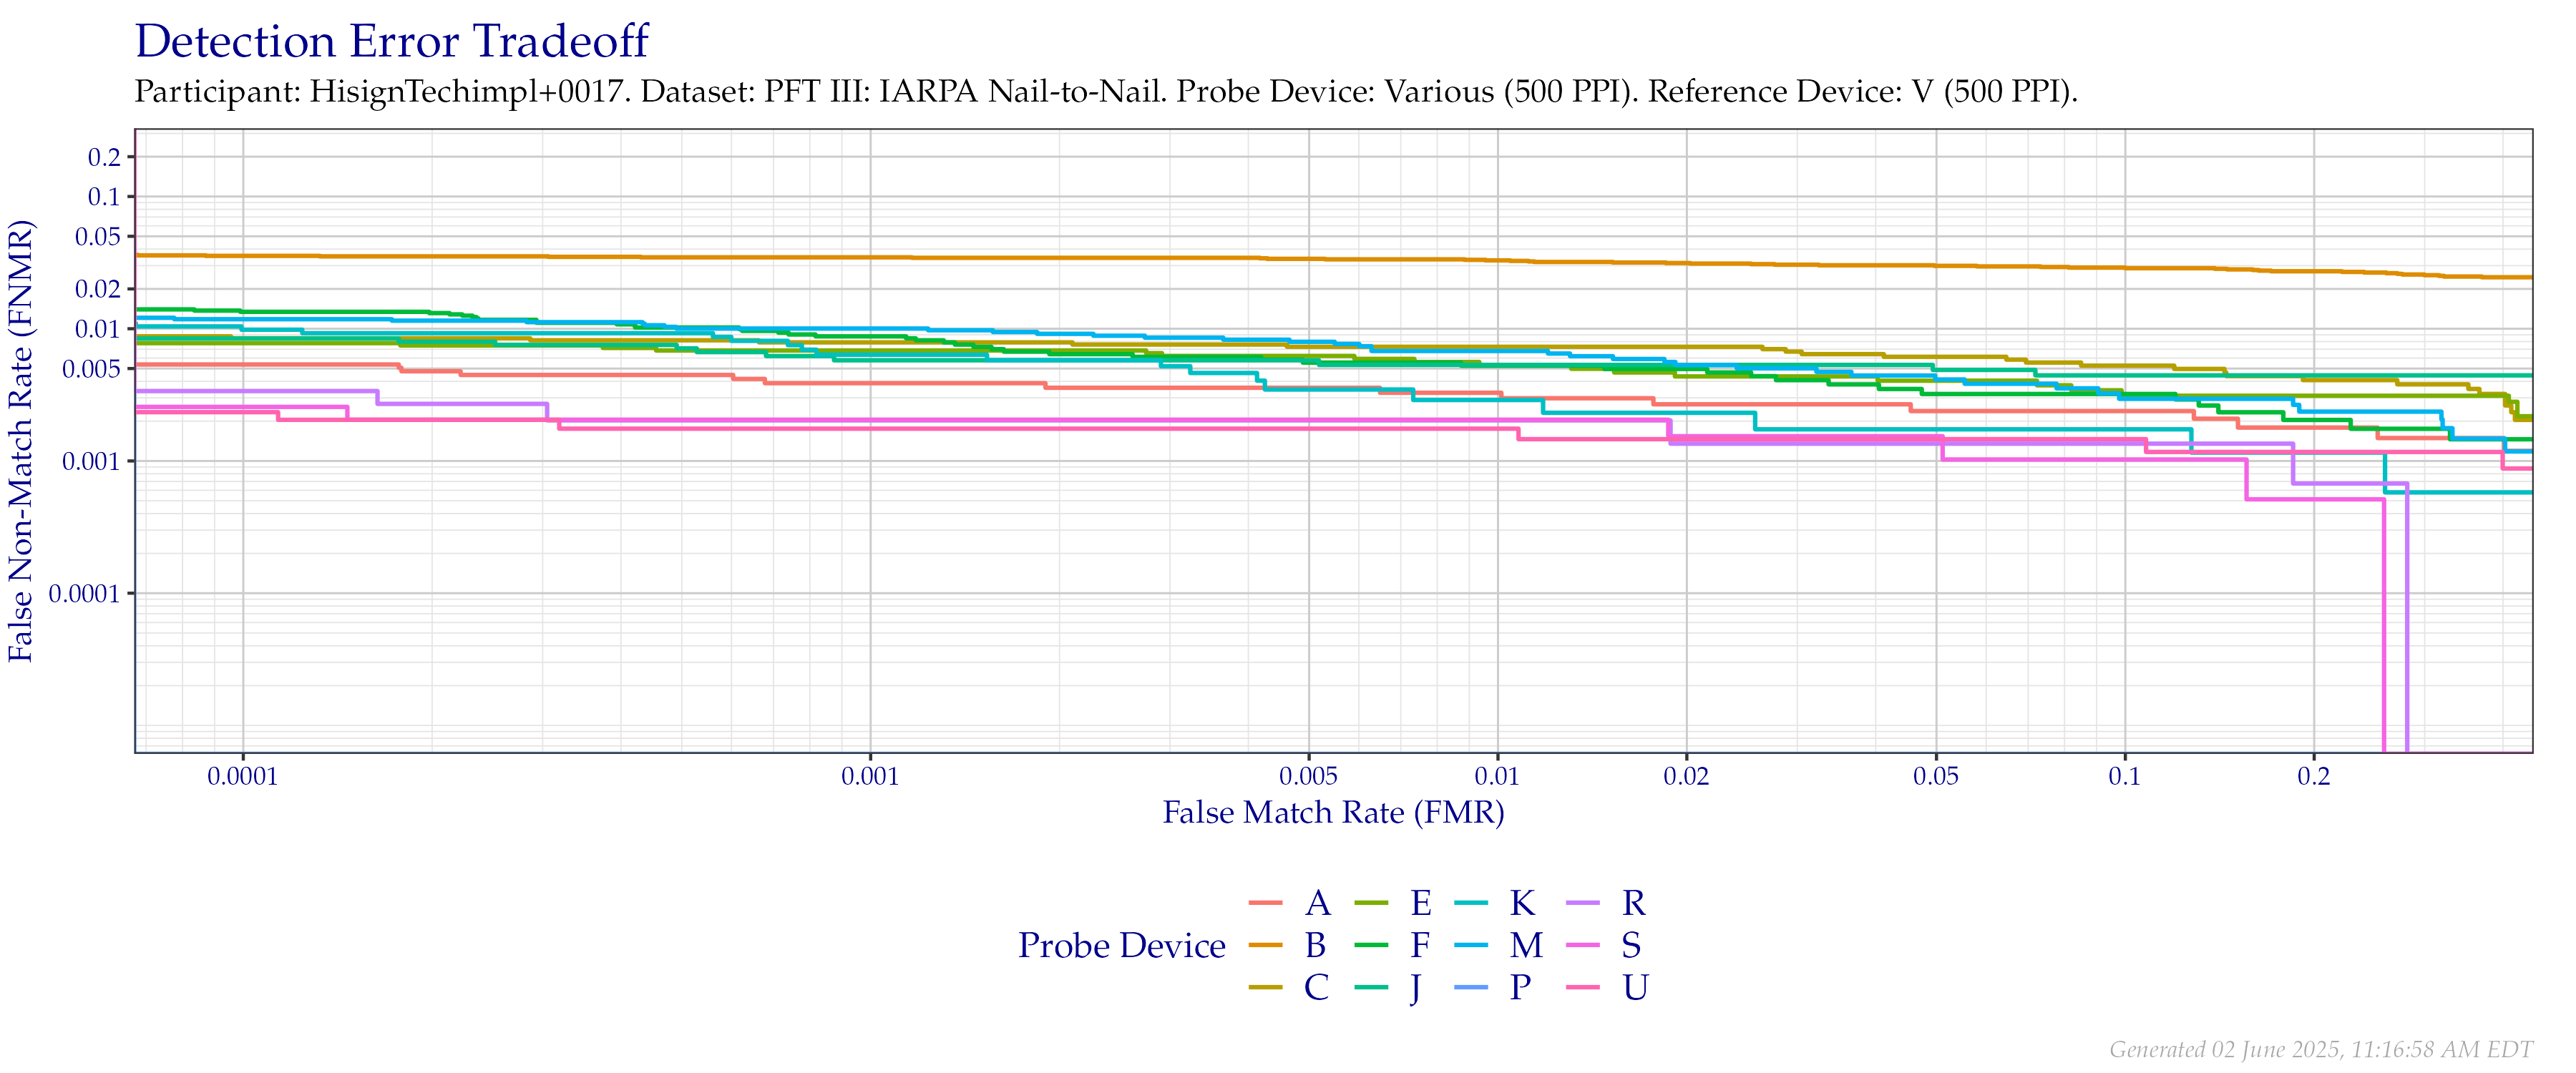 Detection Error Tradeoff
Participant: HisignTechimpl+0017. Dataset: PFT III: IARPA Nail-to-Nail. Probe Device: Various (500 PPI). Reference Device: V (500 PPI).
False Non-Match Rate (FNMR)
0.2
0.1
0.05
0.02
0.01
0.005
0.001
0.0001
0.0001 0.001 0.005 0.01 0.02 0.05 0.1 0.2
False Match Rate (FMR)
Probe Device
A E K R
B F M S
C J P U
Generated 02 June 2025, 11:16:58 AM EDT